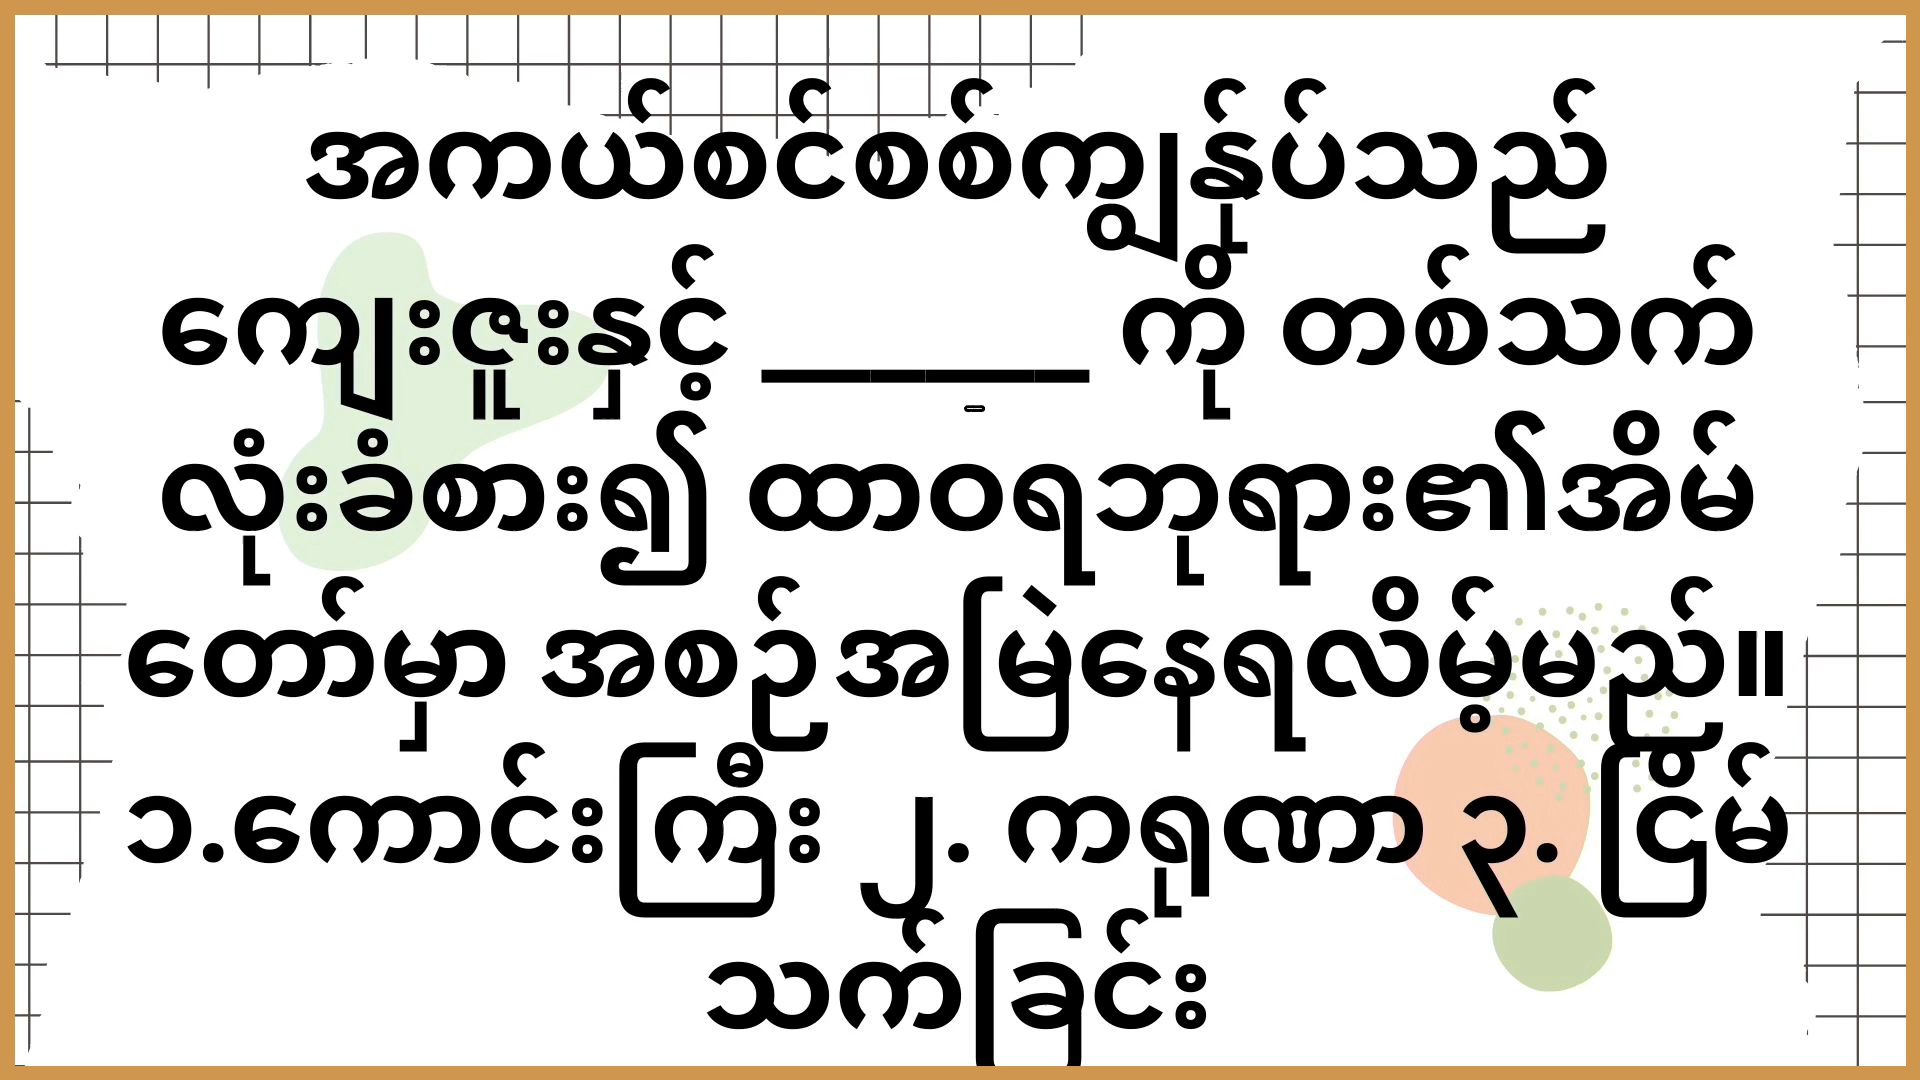 အကယ်စင်စစ်ကျွန်ုပ်သည်
ကျေးဇူးနှင့် ______ ကို တစ်သက်
လုံးခံစား၍ ထာဝရဘုရား၏အိမ်
တော်မှာ အစဉ်အမြဲနေရလိမ့်မည်။
၁.ကောင်းကြီး ၂. ကရုဏာ ၃. ငြိမ်
သက်ခြင်း